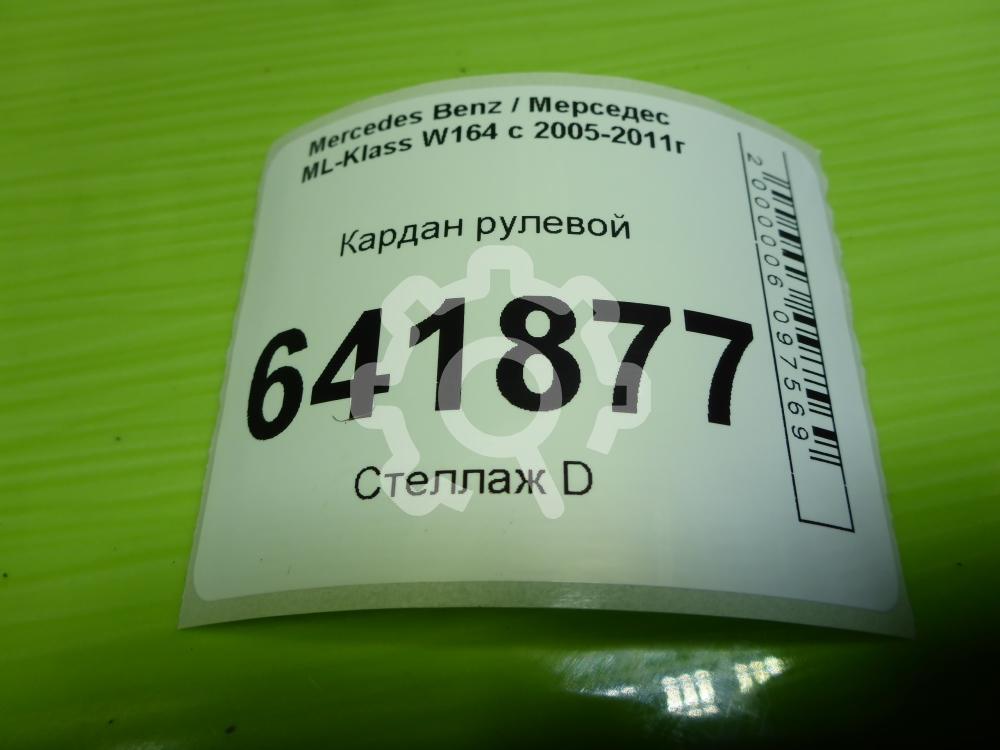 Mercedes Benz / Мерседес
ML-Klass W164 с 2005-2011г
Кардан рулевой
641877
Стеллаж D
2000006097569